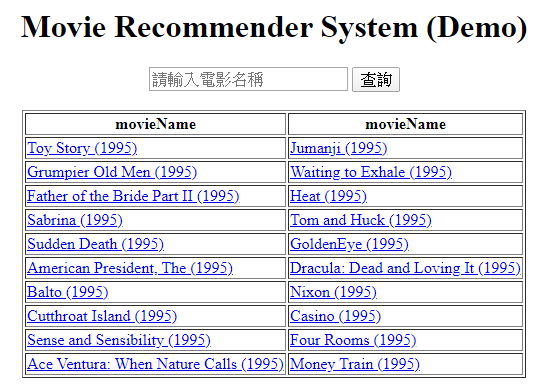 Movie Recommender System (Demo)
請輸入電影名稱 查詢
movieName movieName
Toy Story (1995) Jumanji (1995)
Grumpier Old Men (1995) Waiting to Exhale (1995)
Father of the Bride Part II (1995) Heat (1995)
Sabrina (1995) Tom and Huck (1995)
Sudden Death (1995) GoldenEye (1995)
American President, The (1995) Dracula: Dead and Loving It (1995)
Balto (1995) Nixon (1995)
Cutthroat Island (1995) Casino (1995)
Sense and Sensibility (1995) Four Rooms (1995)
Ace Ventura: When Nature Calls (1995) Money Train (1995)